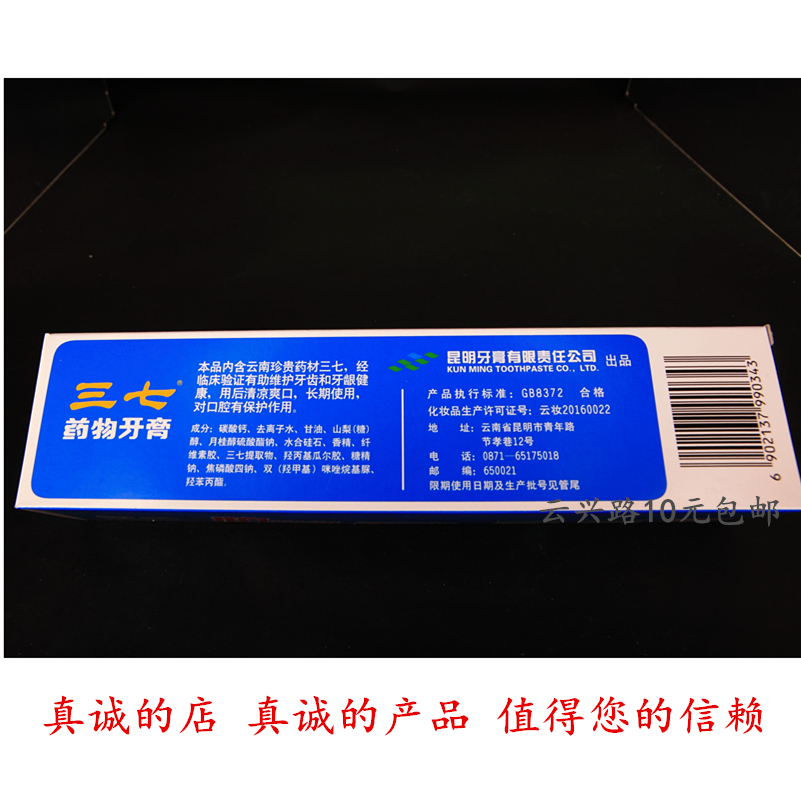 三七®
药物牙膏
本品内含云南珍贵药材三七，经
临床验证有助维护牙齿和牙龈健
康，用后清凉爽口，长期使用，
对口腔有保护作用。
成分：碳酸钙、去离子水、甘油、山梨(糖)
醇、月桂醇硫酸酯钠、水合硅石、香精、纤
维素胶、三七提取物、羟丙基瓜尔胶、糖精
钠、焦磷酸四钠、双（羟甲基）咪唑烷基脲、
羟苯丙酯。
昆明牙膏有限责任公司 出品
KUN MING TOOTHPASTE CO., LTD.
产品执行标准：GB8372 合格
化妆品生产许可证号：云妆20160022
地 址：云南省昆明市青年路
节孝巷12号
电 话：0871—65175018
邮 编：650021
限期使用日期及生产批号见管尾
6 902137 990343
云兴路10元包邮
真诚的店 真诚的产品 值得您的信赖